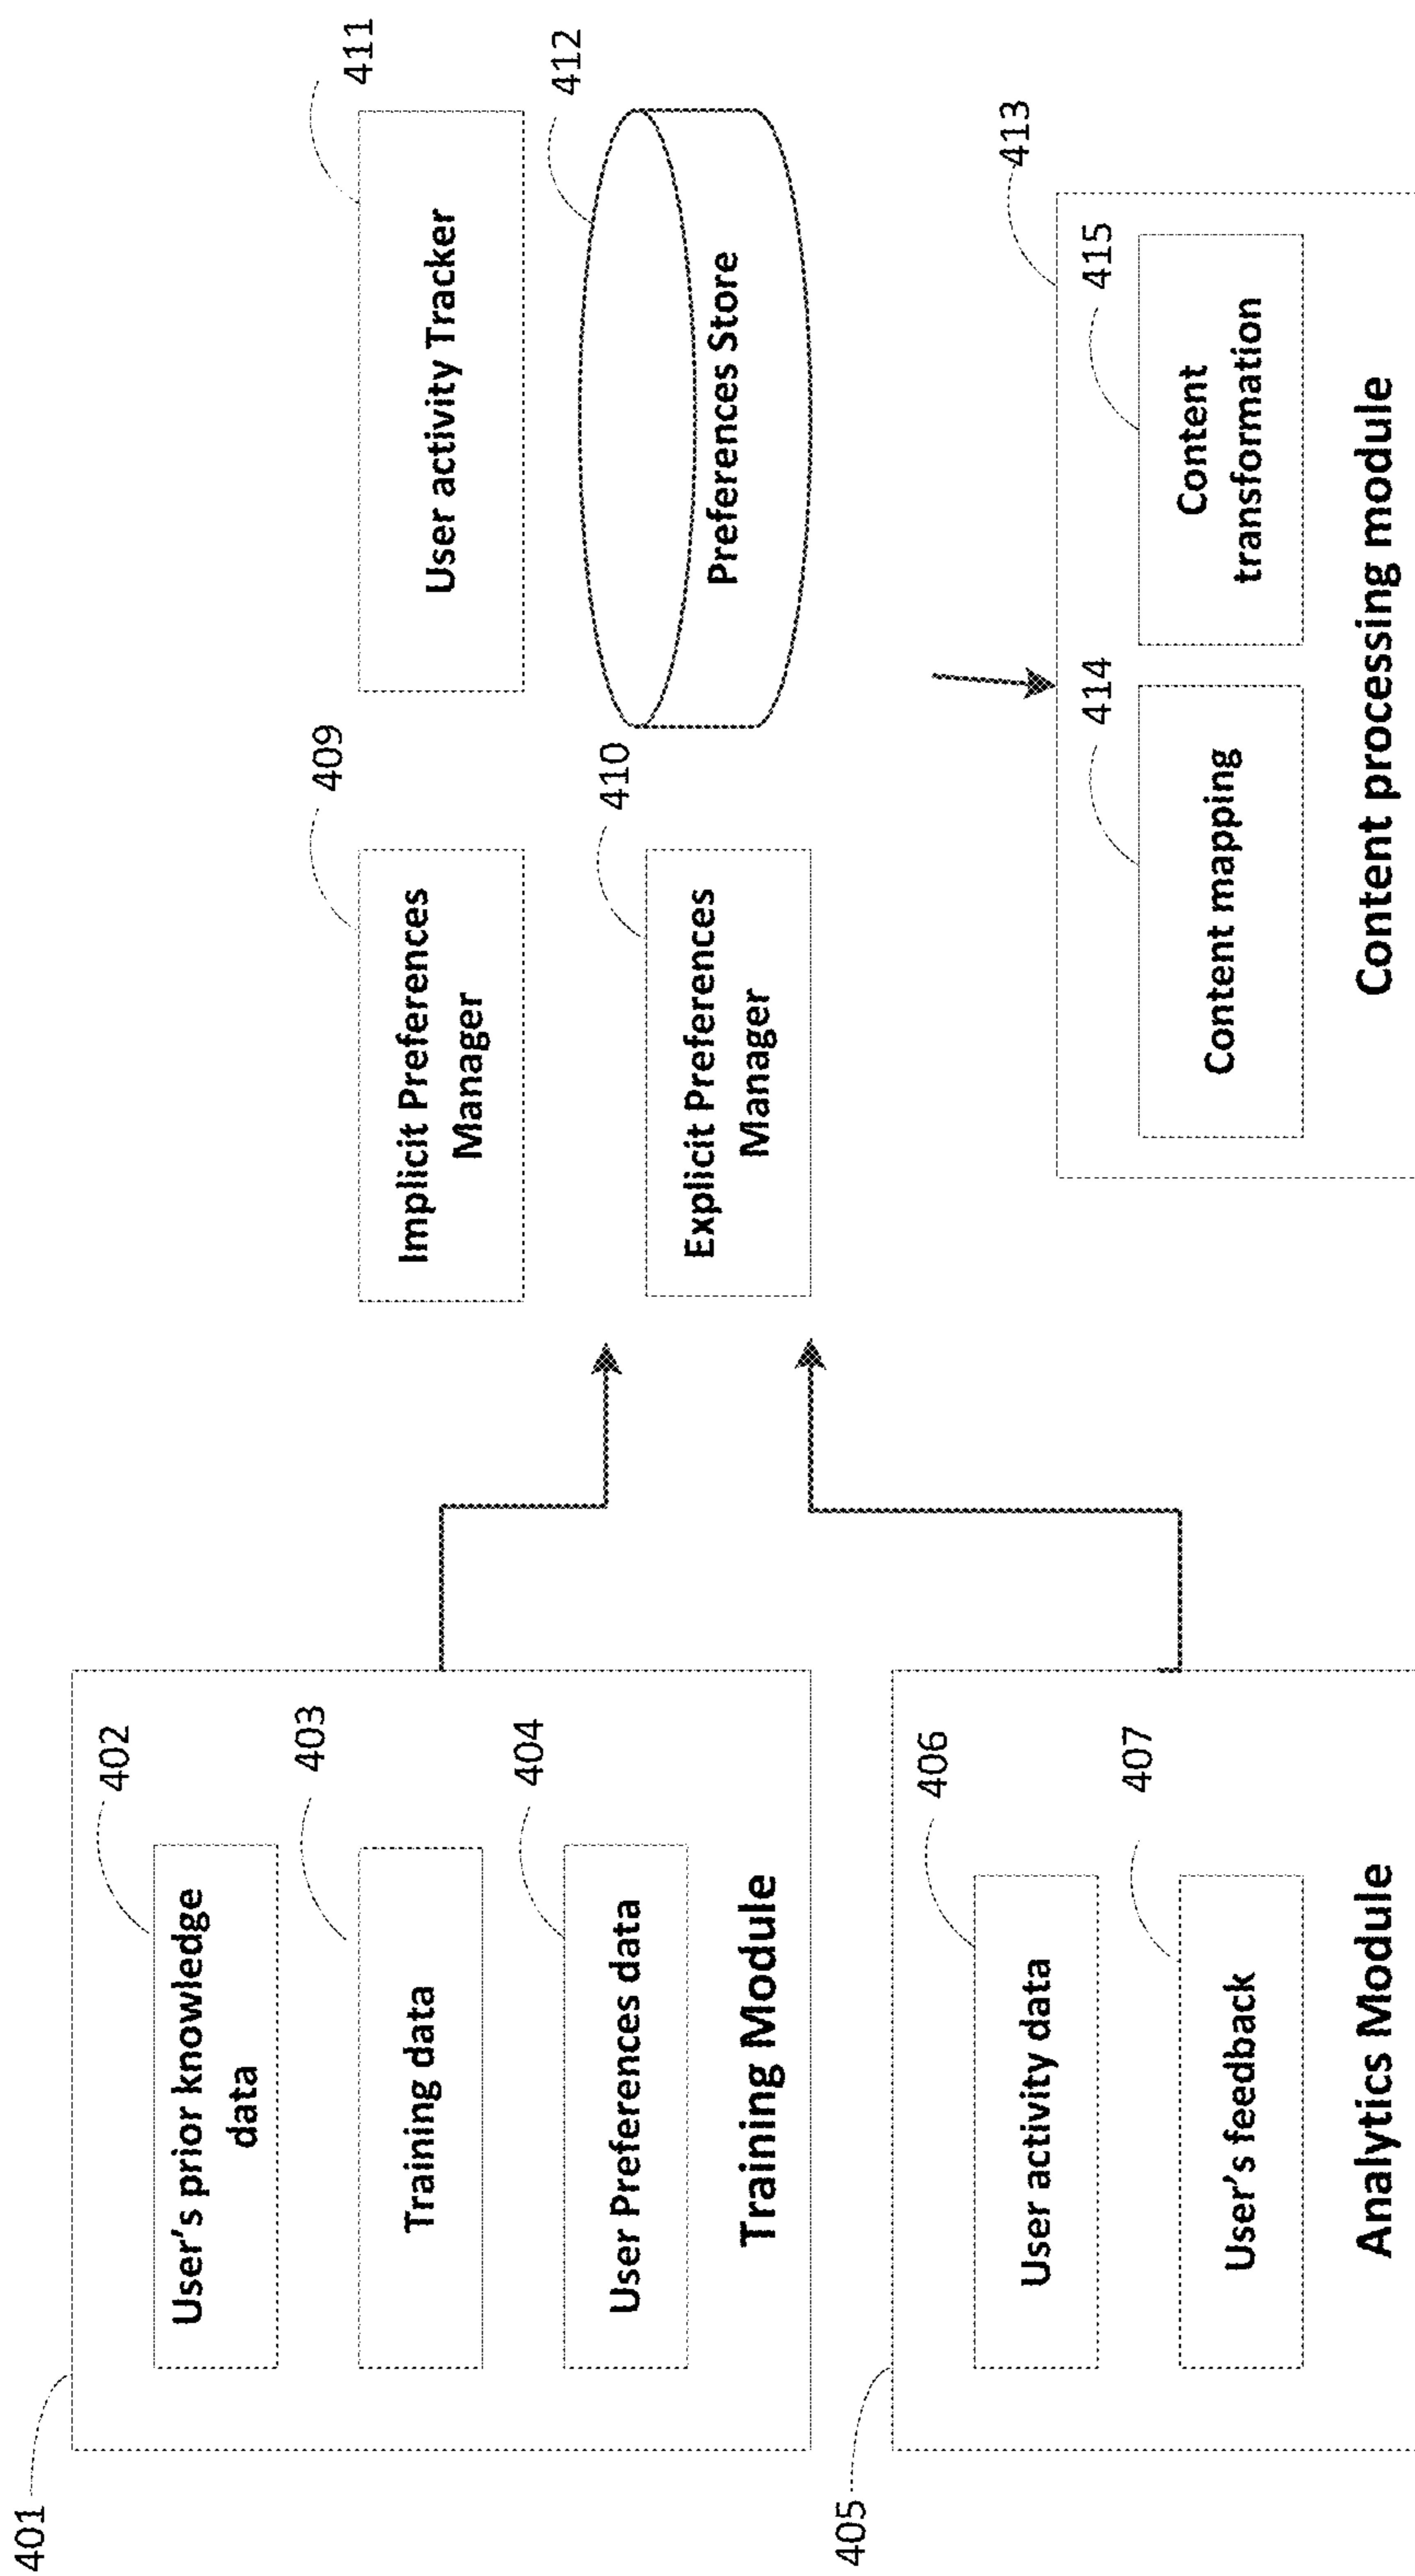 401
402
User's prior knowledge
data
403
Training data
404
User Preferences data
Training Module
405
406
User activity data
407
User's feedback
Analytics Module
409
Implicit Preferences
Manager
410
Explicit Preferences
Manager
411
User activity Tracker
412
Preferences Store
413
414
Content mapping
415
Content
transformation
Content processing module